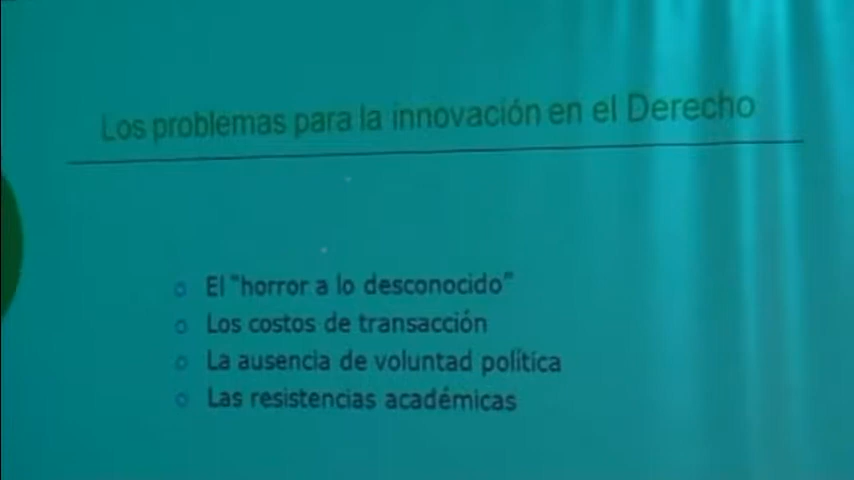 Los problemas para la innovación en el Derecho
El "horror a lo desconocido"
Los costos de transacción
La ausencia de voluntad política
Las resistencias académicas